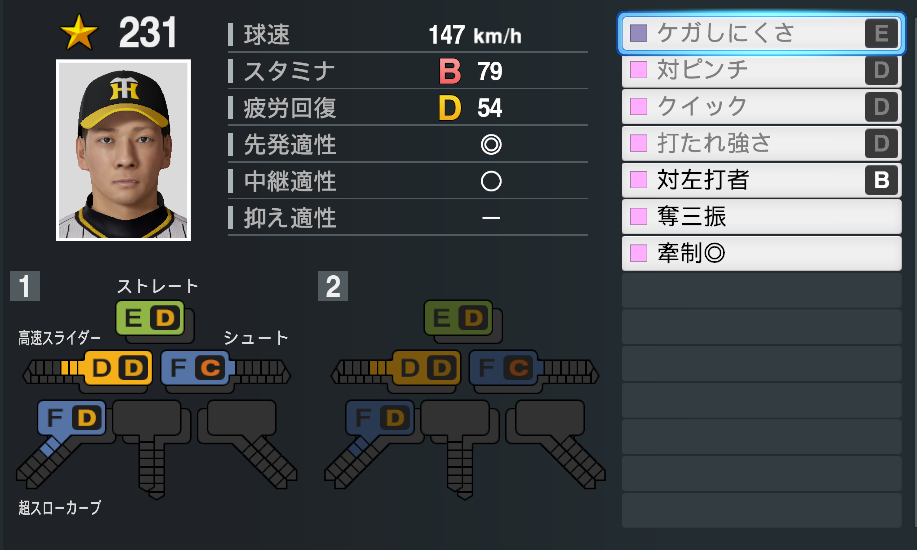 231
球速 147 km/h
スタミナ B 79
疲労回復 D 54
先発適性 ◎
中継適性 ○
抑え適性 ―
ケガしにくさ E
対ピンチ D
クイック D
打たれ強さ D
対左打者 B
奪三振
牽制◎
1
ストレート
E D
高速スライダー
シュート
D D
F C
F D
超スローカーブ
2
E D
D D
F C
F D